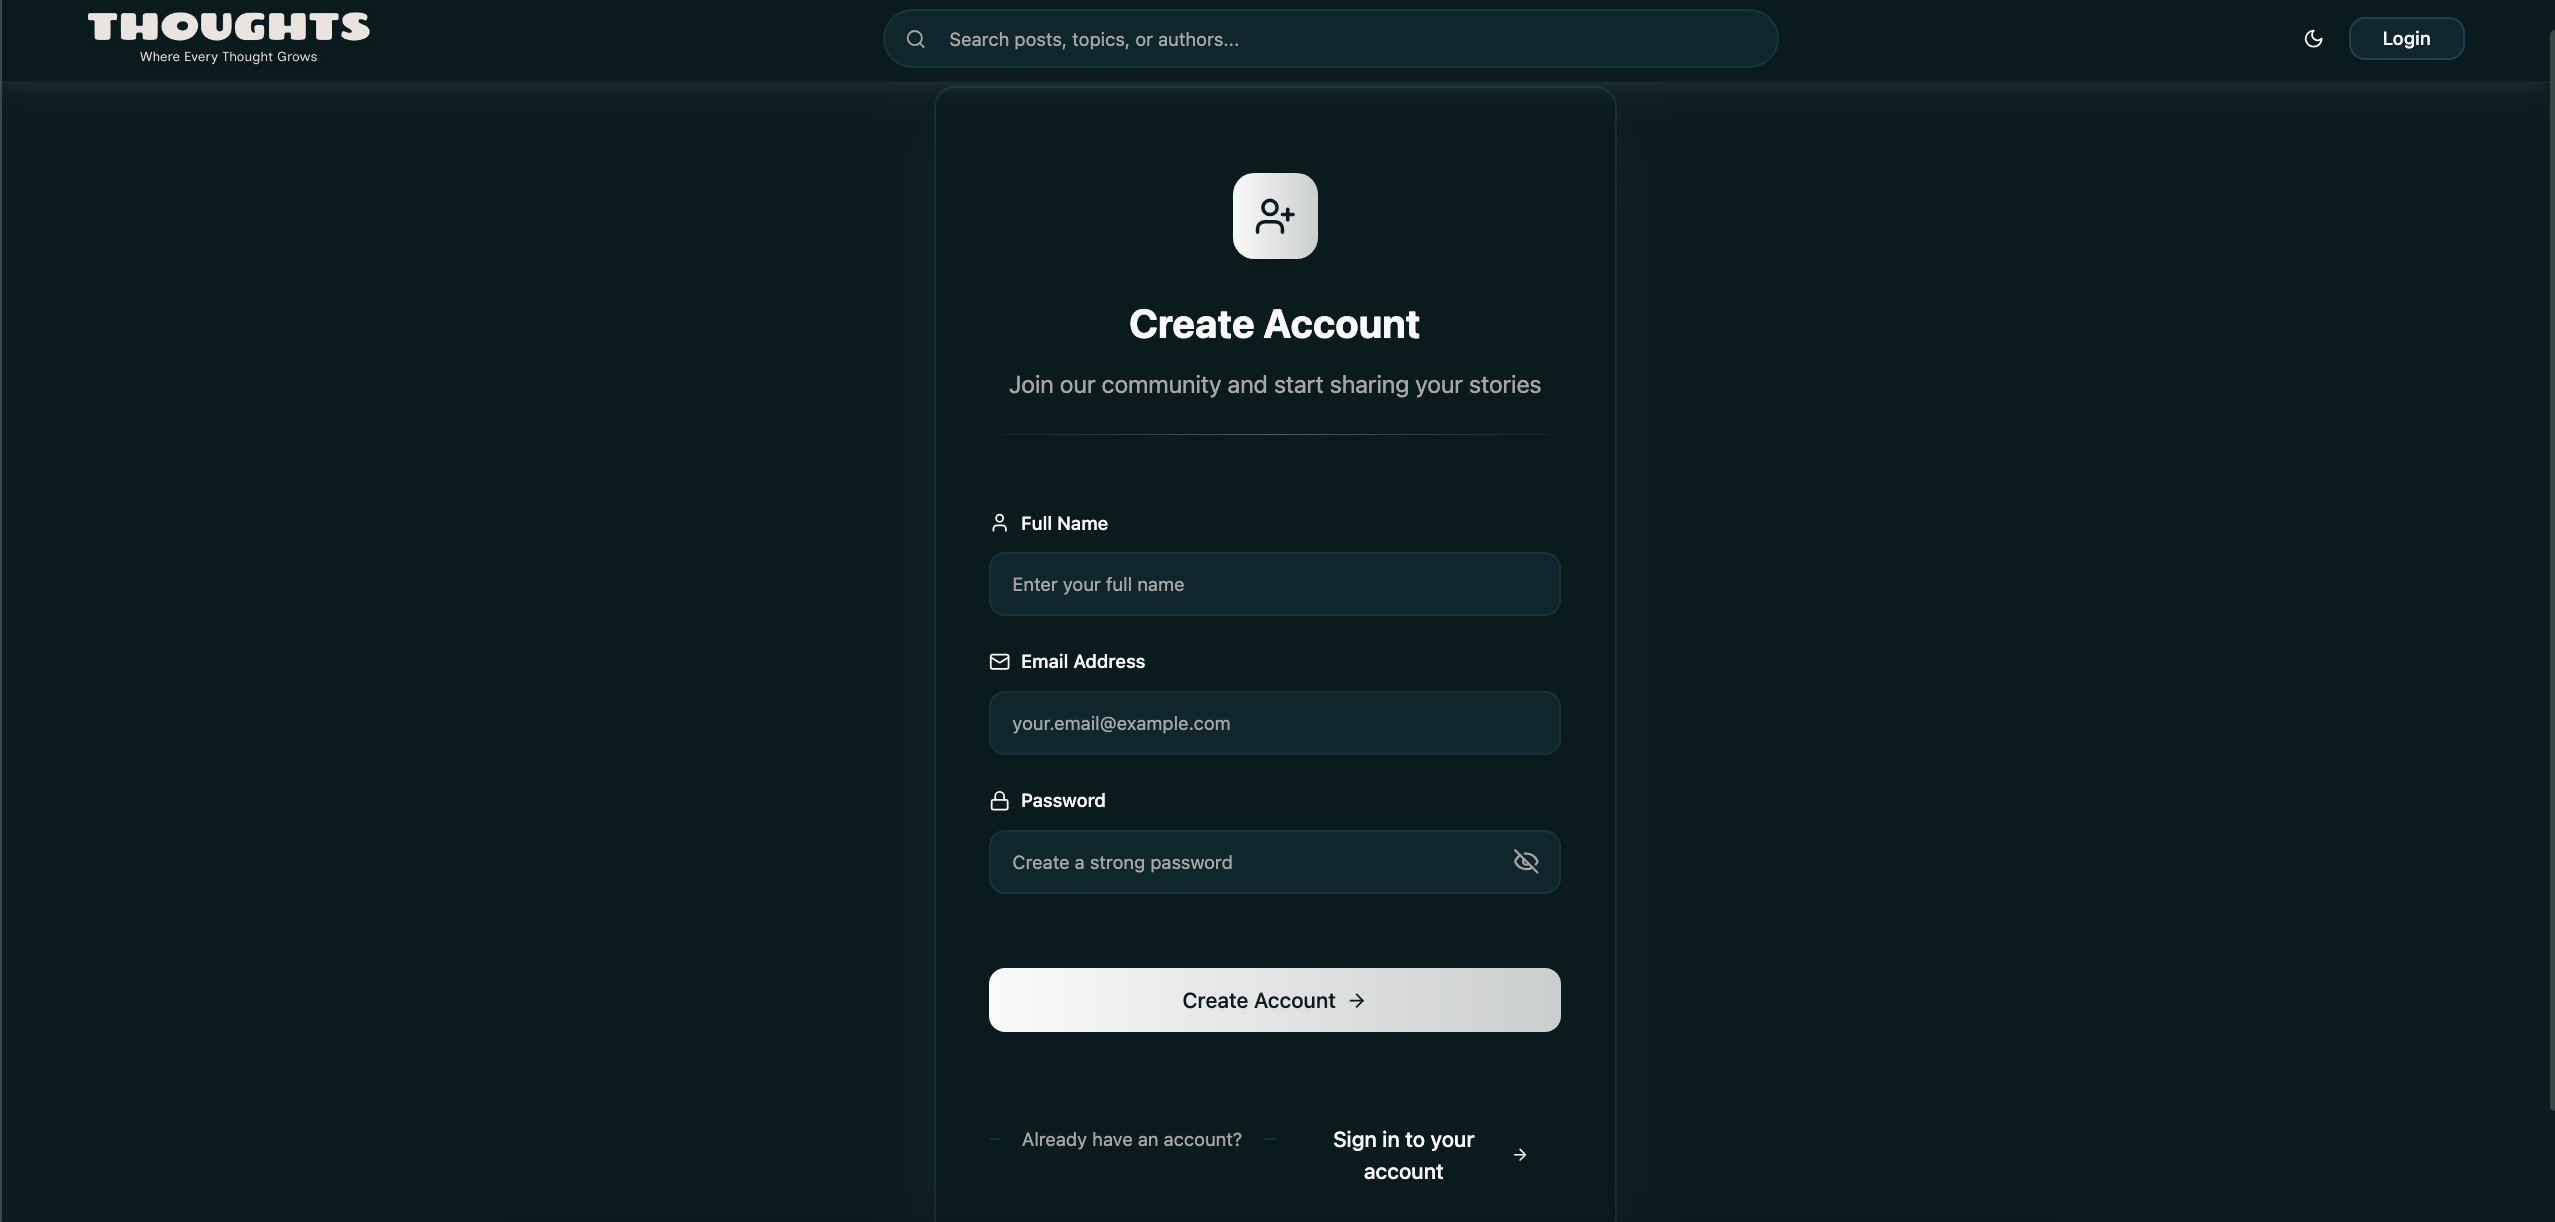 THOUGHTS
Where Every Thought Grows
Search posts, topics, or authors...
Login
Create Account
Join our community and start sharing your stories
Full Name
Enter your full name
Email Address
your.email@example.com
Password
Create a strong password
Create Account
Already have an account?
Sign in to your
account